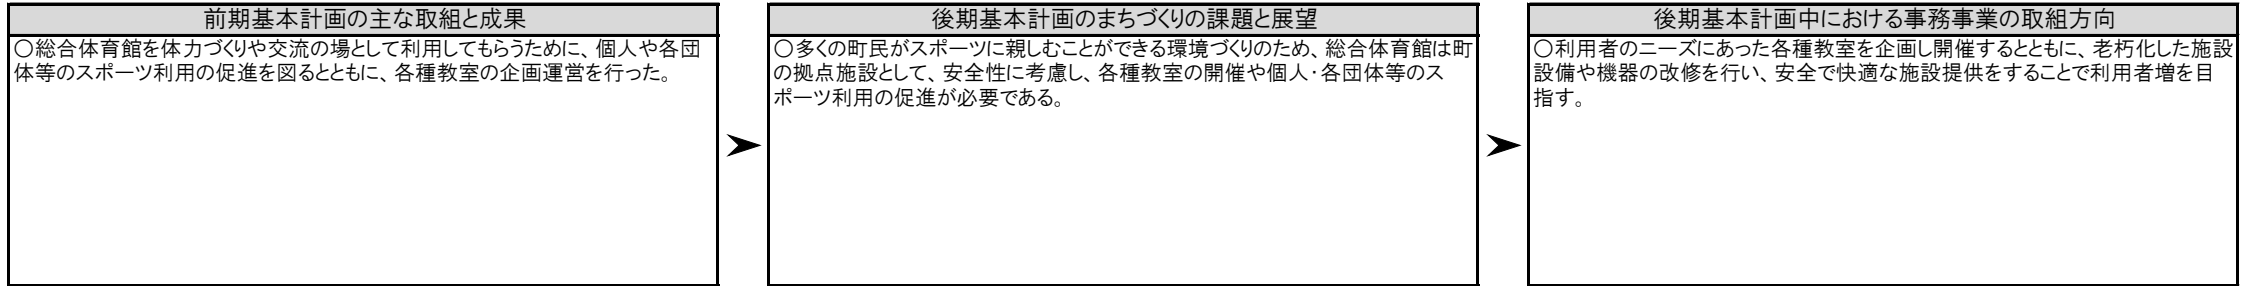 前期基本計画の主な取組と成果
〇総合体育館を体力づくりや交流の場として利用してもらうために、個人や各団
体等のスポーツ利用の促進を図るとともに、各種教室の企画運営を行った。
後期基本計画のまちづくりの課題と展望
〇多くの町民がスポーツに親しむことができる環境づくりのため、総合体育館は町
の拠点施設として、安全性に考慮し、各種教室の開催や個人・各団体等のス
ポーツ利用の促進が必要である。
後期基本計画中における事務事業の取組方向
〇利用者のニーズにあった各種教室を企画し開催するとともに、老朽化した施設
設備や機器の改修を行い、安全で快適な施設提供をすることで利用者増を目
指す。